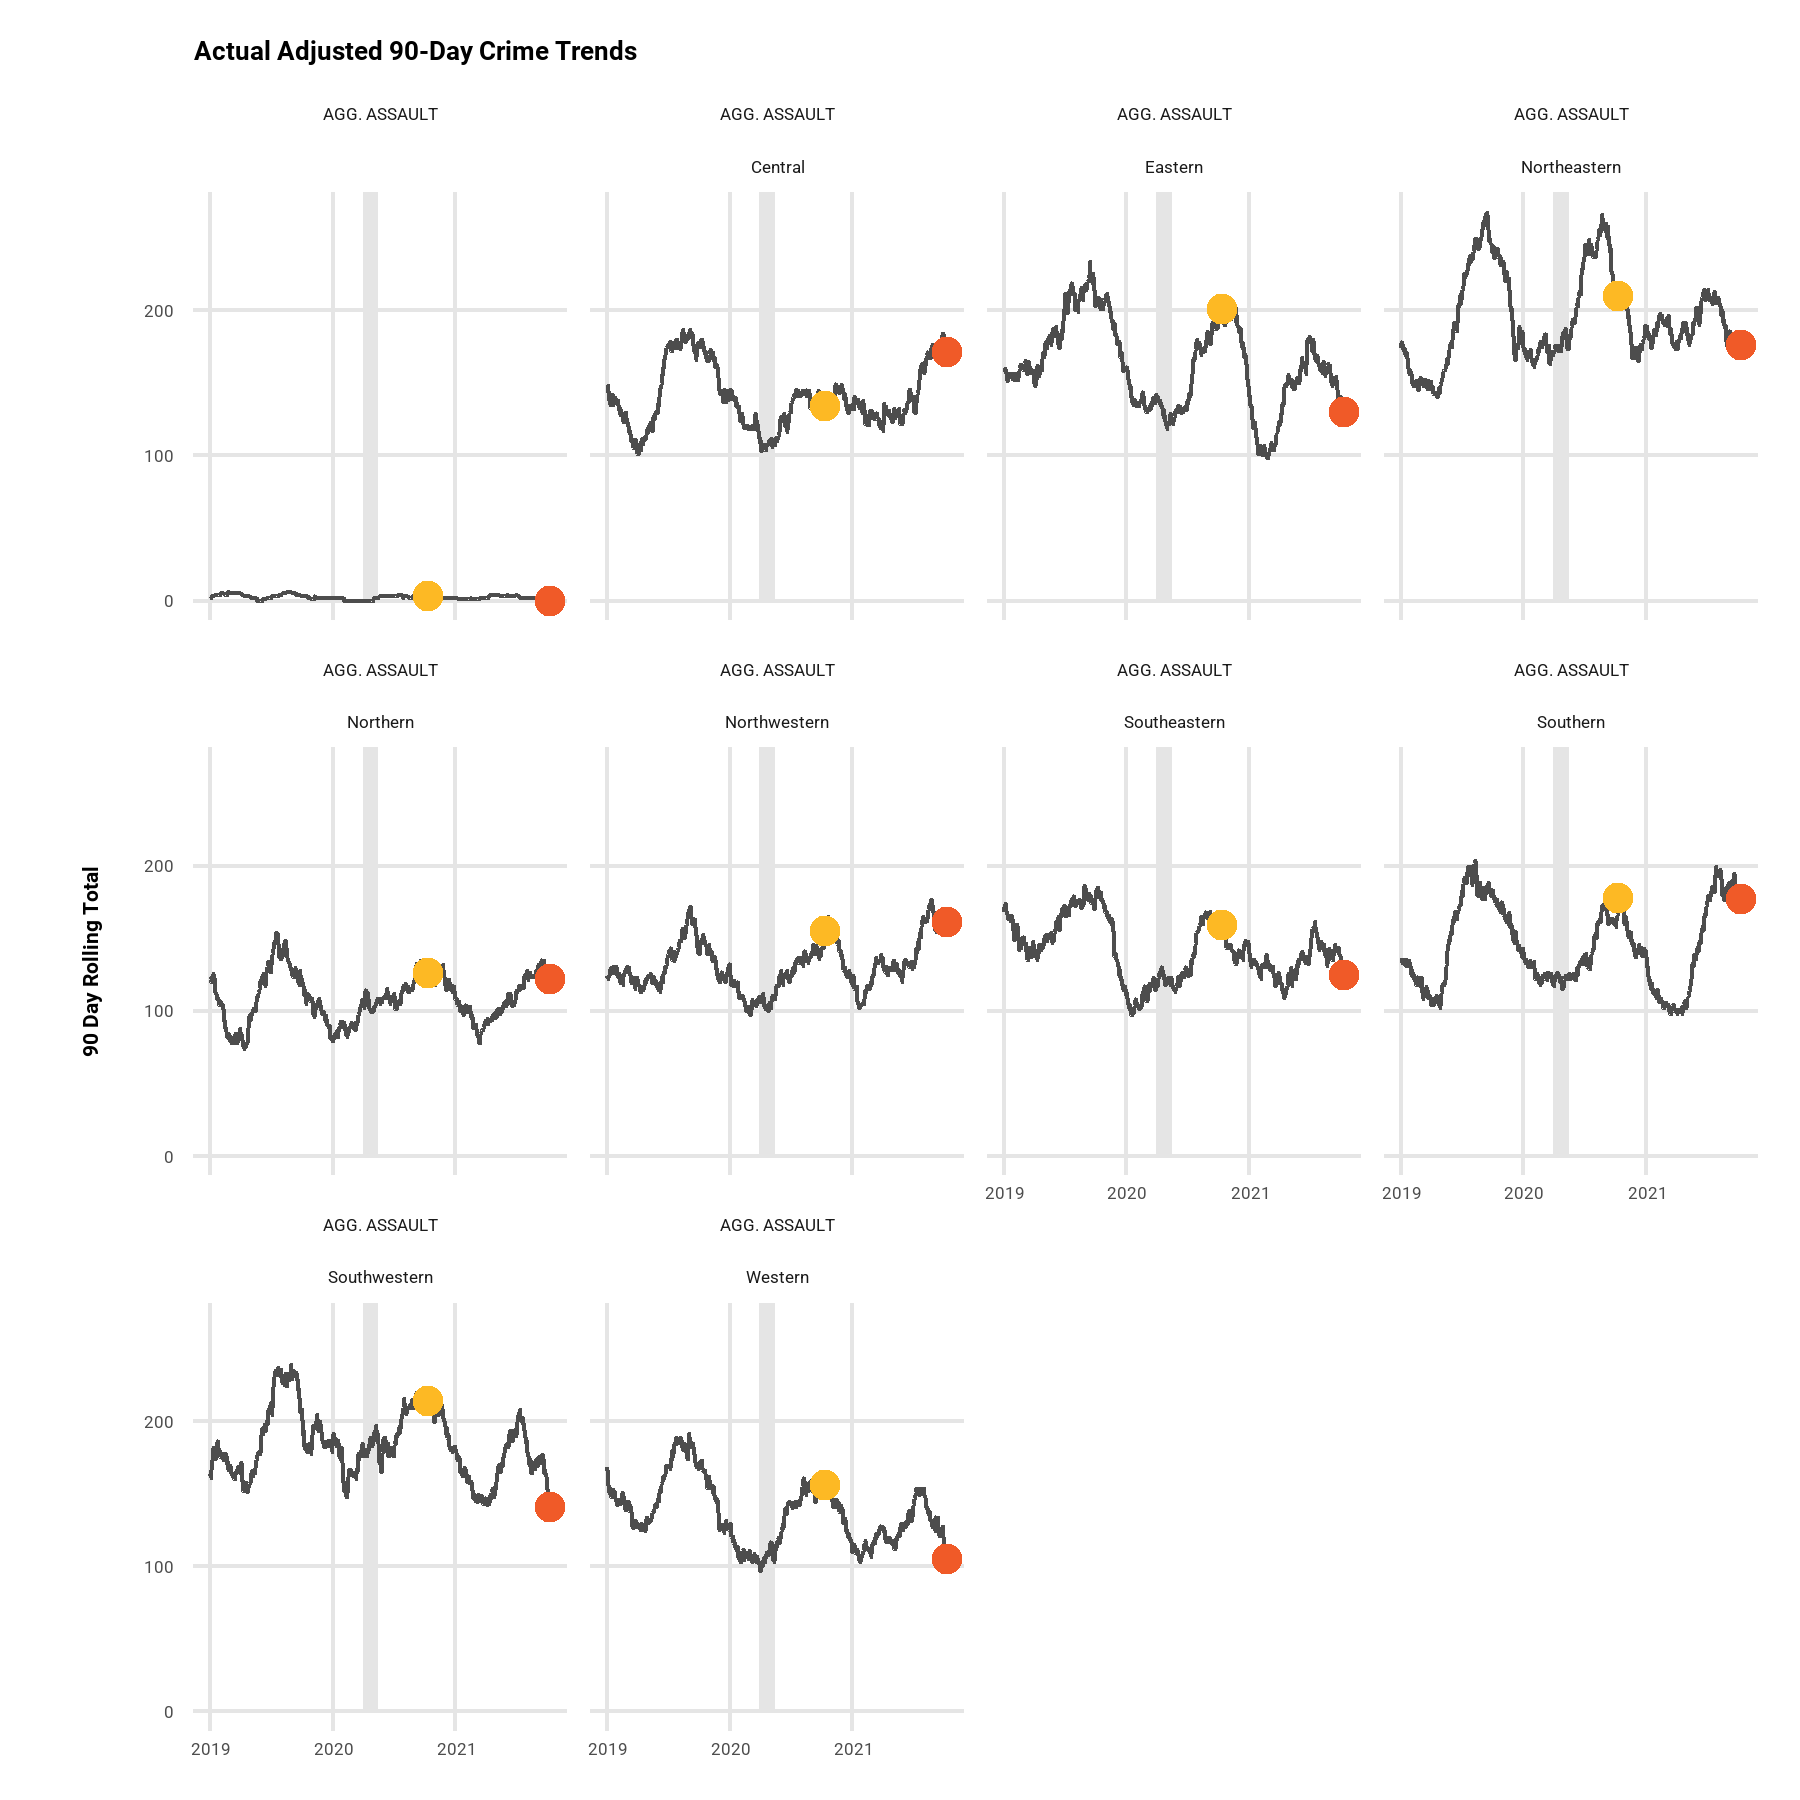 Actual Adjusted 90-Day Crime Trends
AGG. ASSAULT
AGG. ASSAULT
AGG. ASSAULT
AGG. ASSAULT
Central
Eastern
Northeastern
200
100
0
AGG. ASSAULT
AGG. ASSAULT
AGG. ASSAULT
AGG. ASSAULT
Northern
Northwestern
Southeastern
Southern
90 Day Rolling Total
200
100
0
2019
2020
2021
2019
2020
2021
AGG. ASSAULT
AGG. ASSAULT
Southwestern
Western
200
100
0
2019
2020
2021
2019
2020
2021